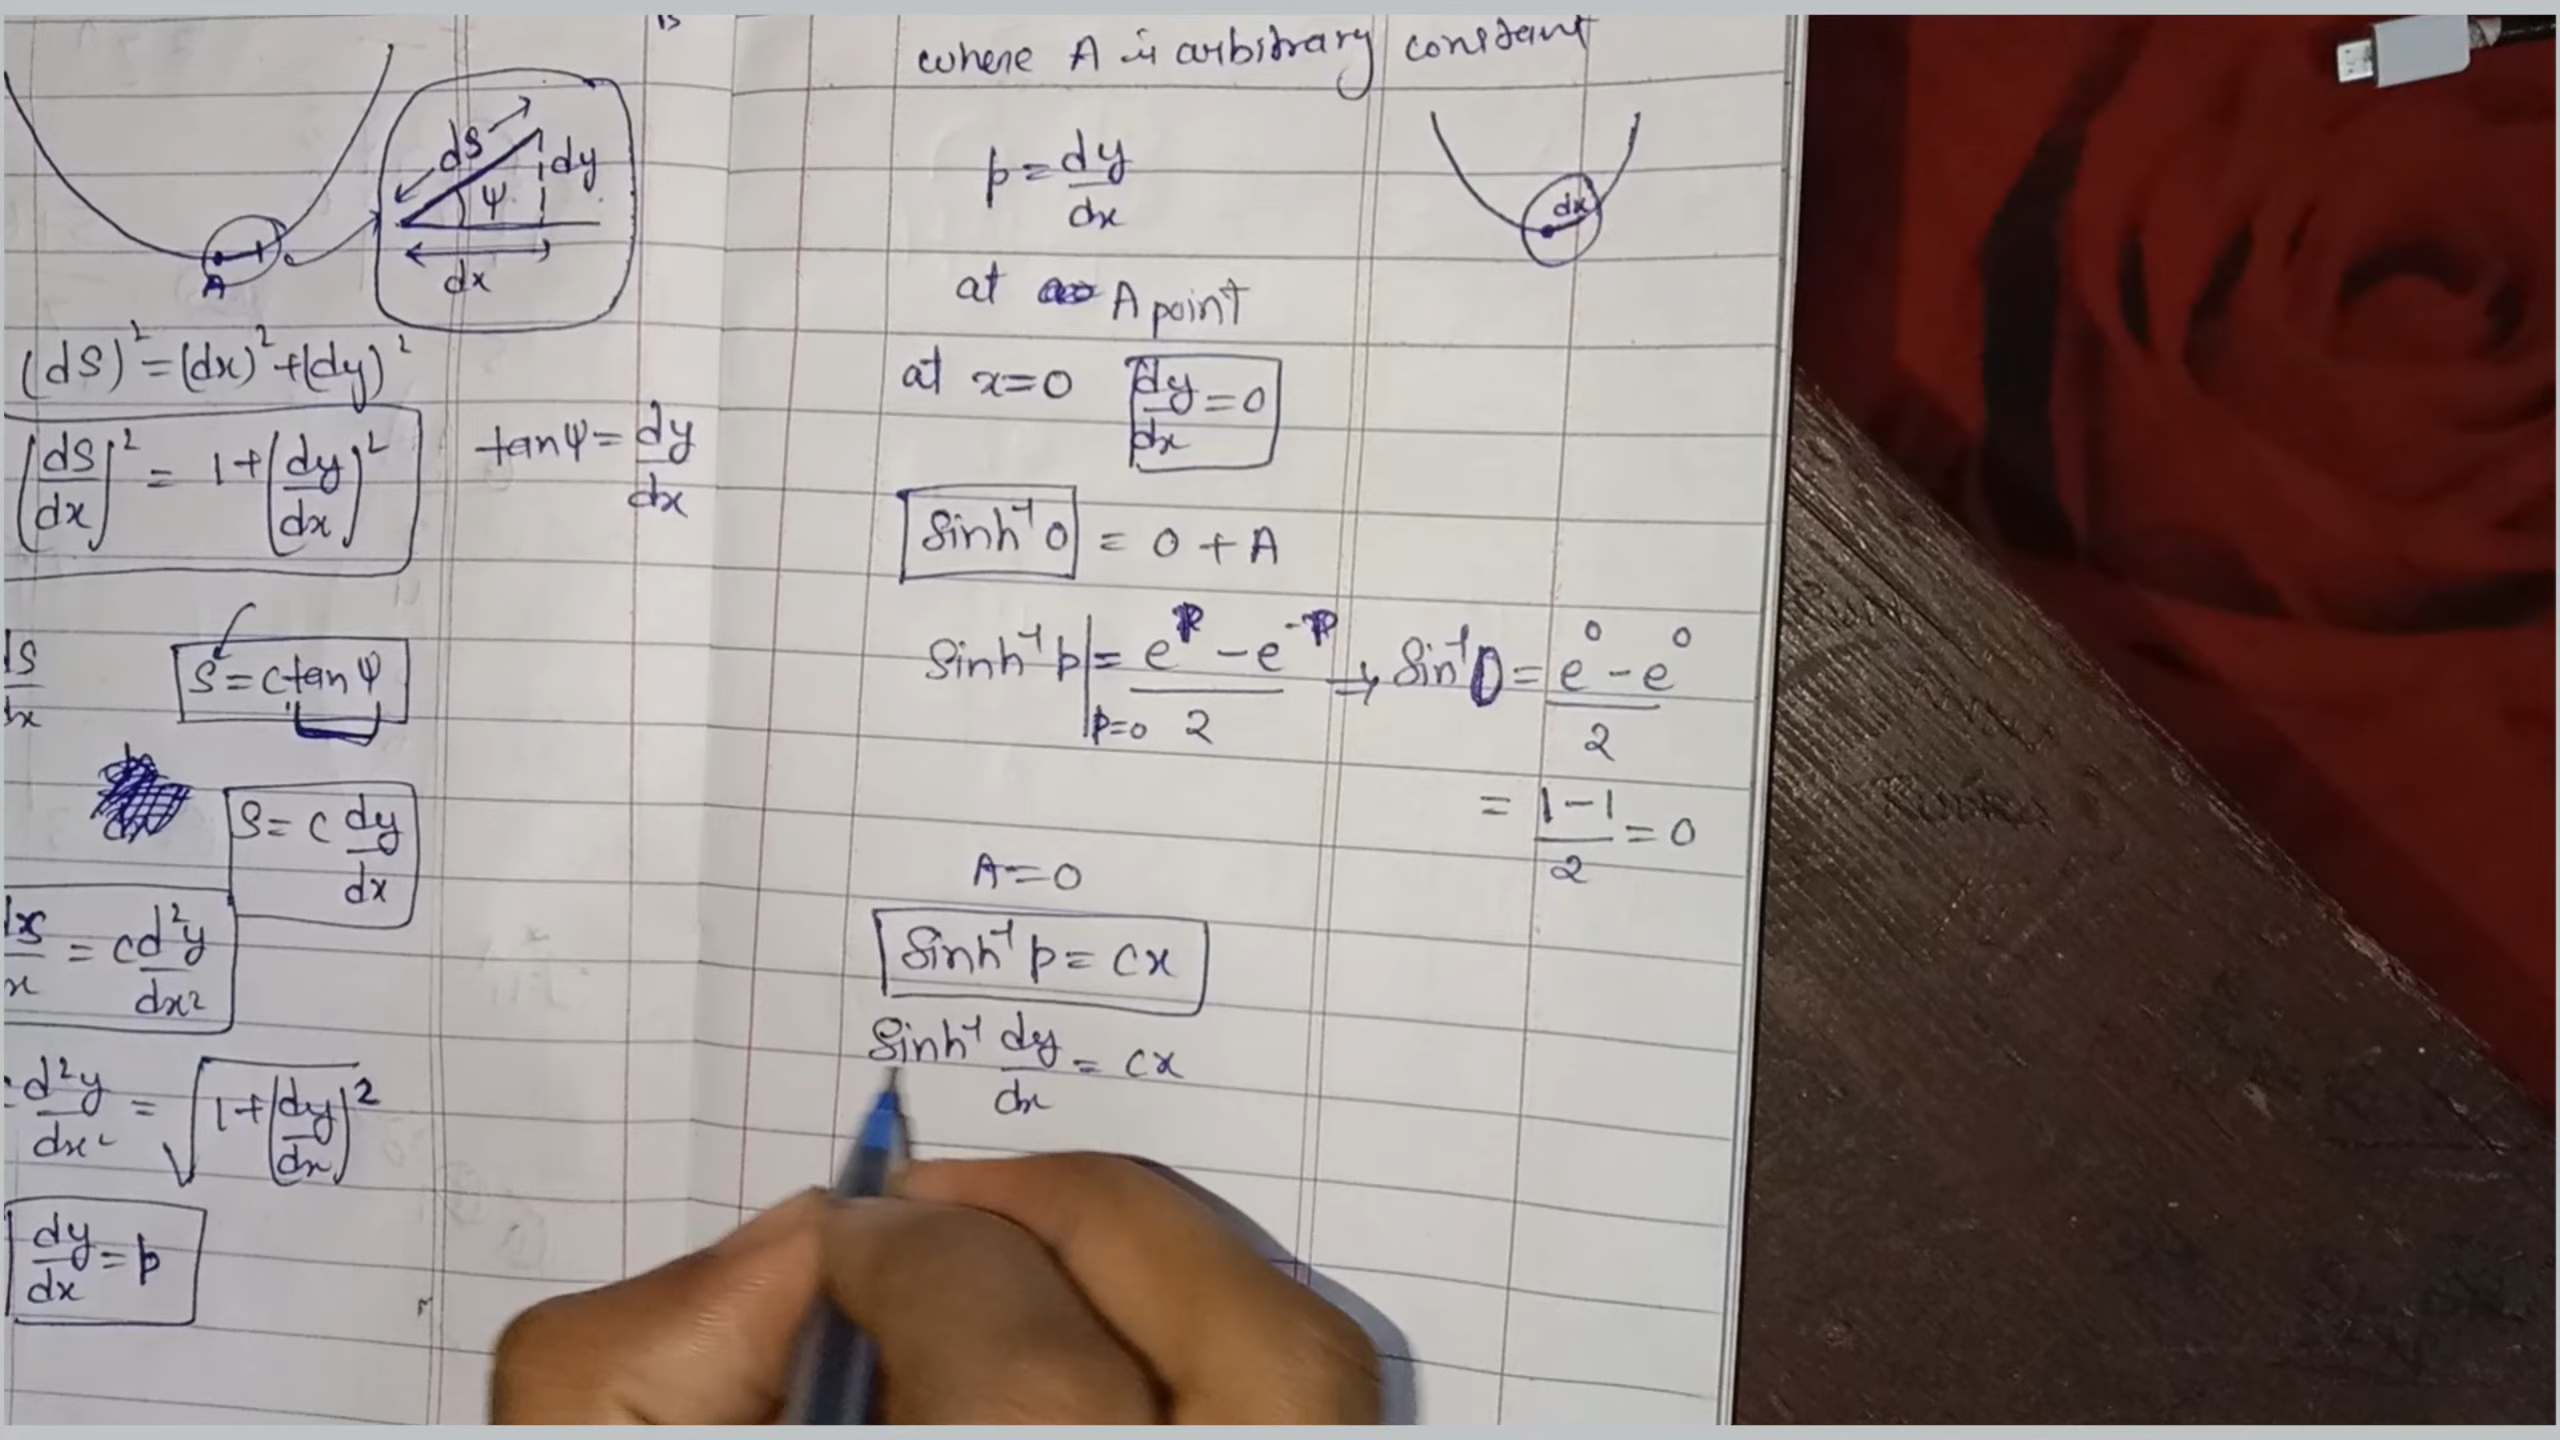 ds
dy
ψ
dx
A
(ds)² = (dx)² + (dy)²
(ds/dx)² = 1 + (dy/dx)²
tanψ = dy/dx
s = c tanψ
s = c dy/dx
= c d²y/dx²
d²y/dx² = √(1 + (dy/dx)²)
dy/dx = p
where A is arbitrary constant
p = dy/dx
dx
at A point
at x = 0 dy/dx = 0
Sinh⁻¹ 0 = 0 + A
Sinh⁻¹ p |p=0 = (e^p - e^-p)/2 → Sin⁻¹ 0 = (e⁰ - e⁰)/2
= (1 - 1)/2 = 0
A = 0
Sinh⁻¹ p = cx
Sinh⁻¹ dy/dx = cx